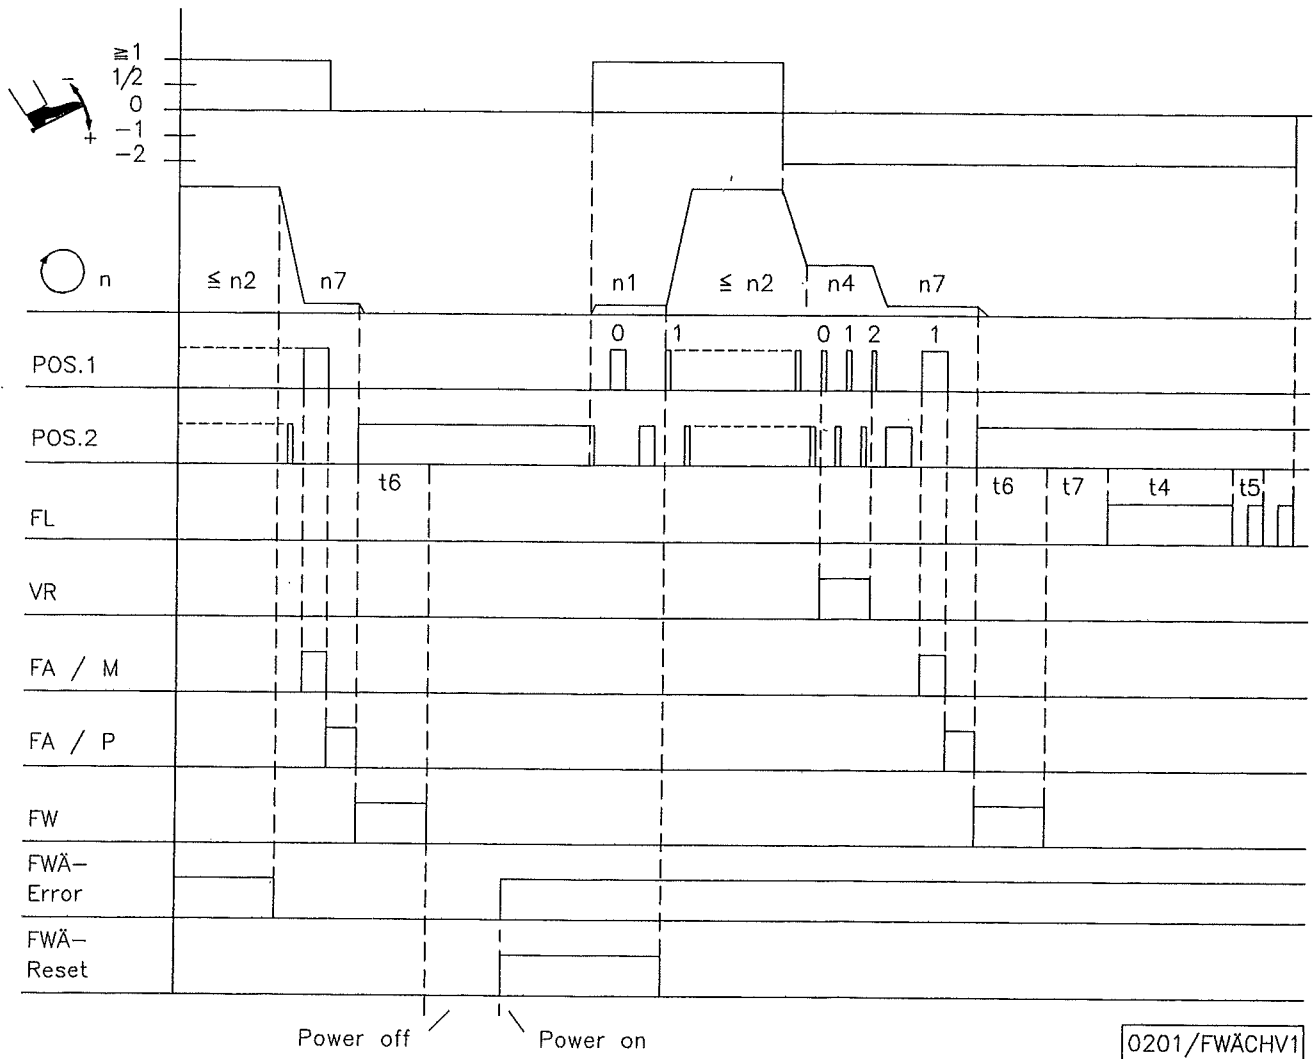 ≧1
1/2
0
−1
−2
−
+
n
≦ n2
n7
n1
≦ n2
n4
n7
POS.1
0
1
0
1
2
1
POS.2
t6
t6
t7
t4
t5
FL
VR
FA / M
FA / P
FW
FWÄ−
Error
FWÄ−
Reset
Power off
Power on
0201/FWÄCHV1